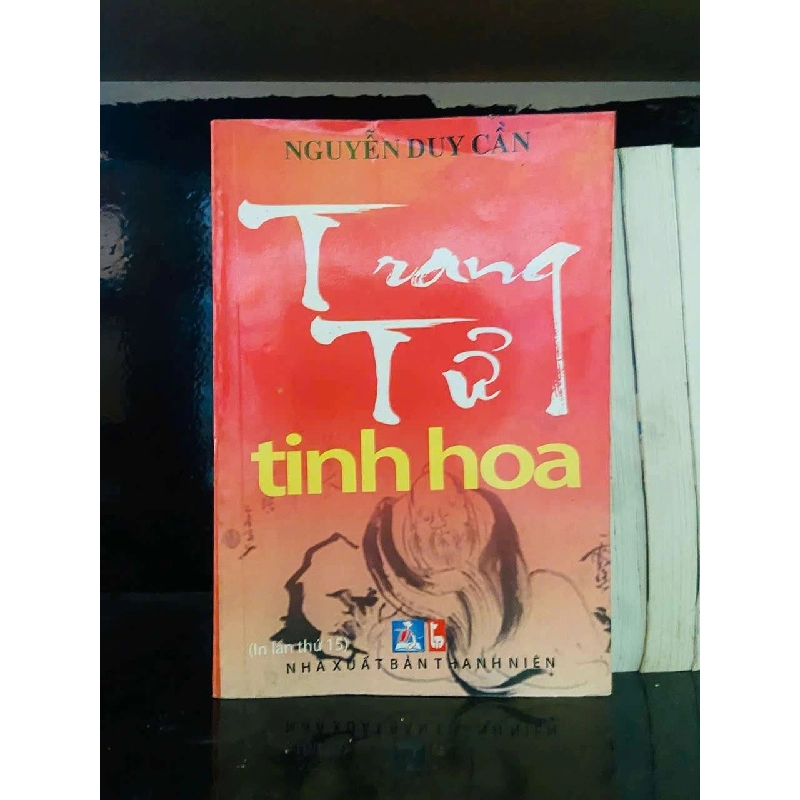 NGUYỄN DUY CẦN
Trang
Tử
tinh hoa
(In lần thứ 15)
NHÀ XUẤT BẢN THANH NIÊN